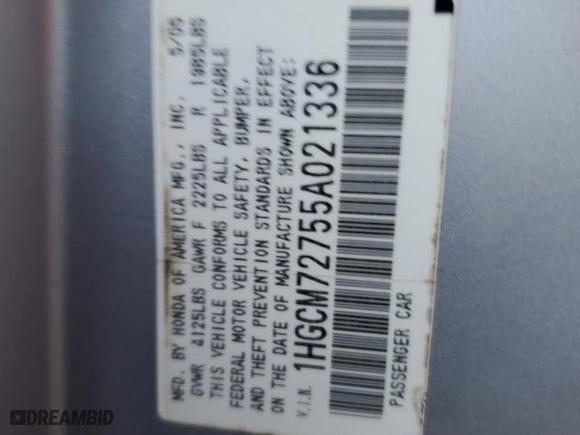 MFD. BY HONDA OF AMERICA MFG., INC. 5/05
GVWR 4125LBS GAWR F 2225LBS R 1985LBS
THIS VEHICLE CONFORMS TO ALL APPLICABLE
FEDERAL MOTOR VEHICLE SAFETY, BUMPER,
AND THEFT PREVENTION STANDARDS IN EFFECT
ON THE DATE OF MANUFACTURE SHOWN ABOVE:
V.I.N. 1HGCM72755A021336
PASSENGER CAR
DREAMBID